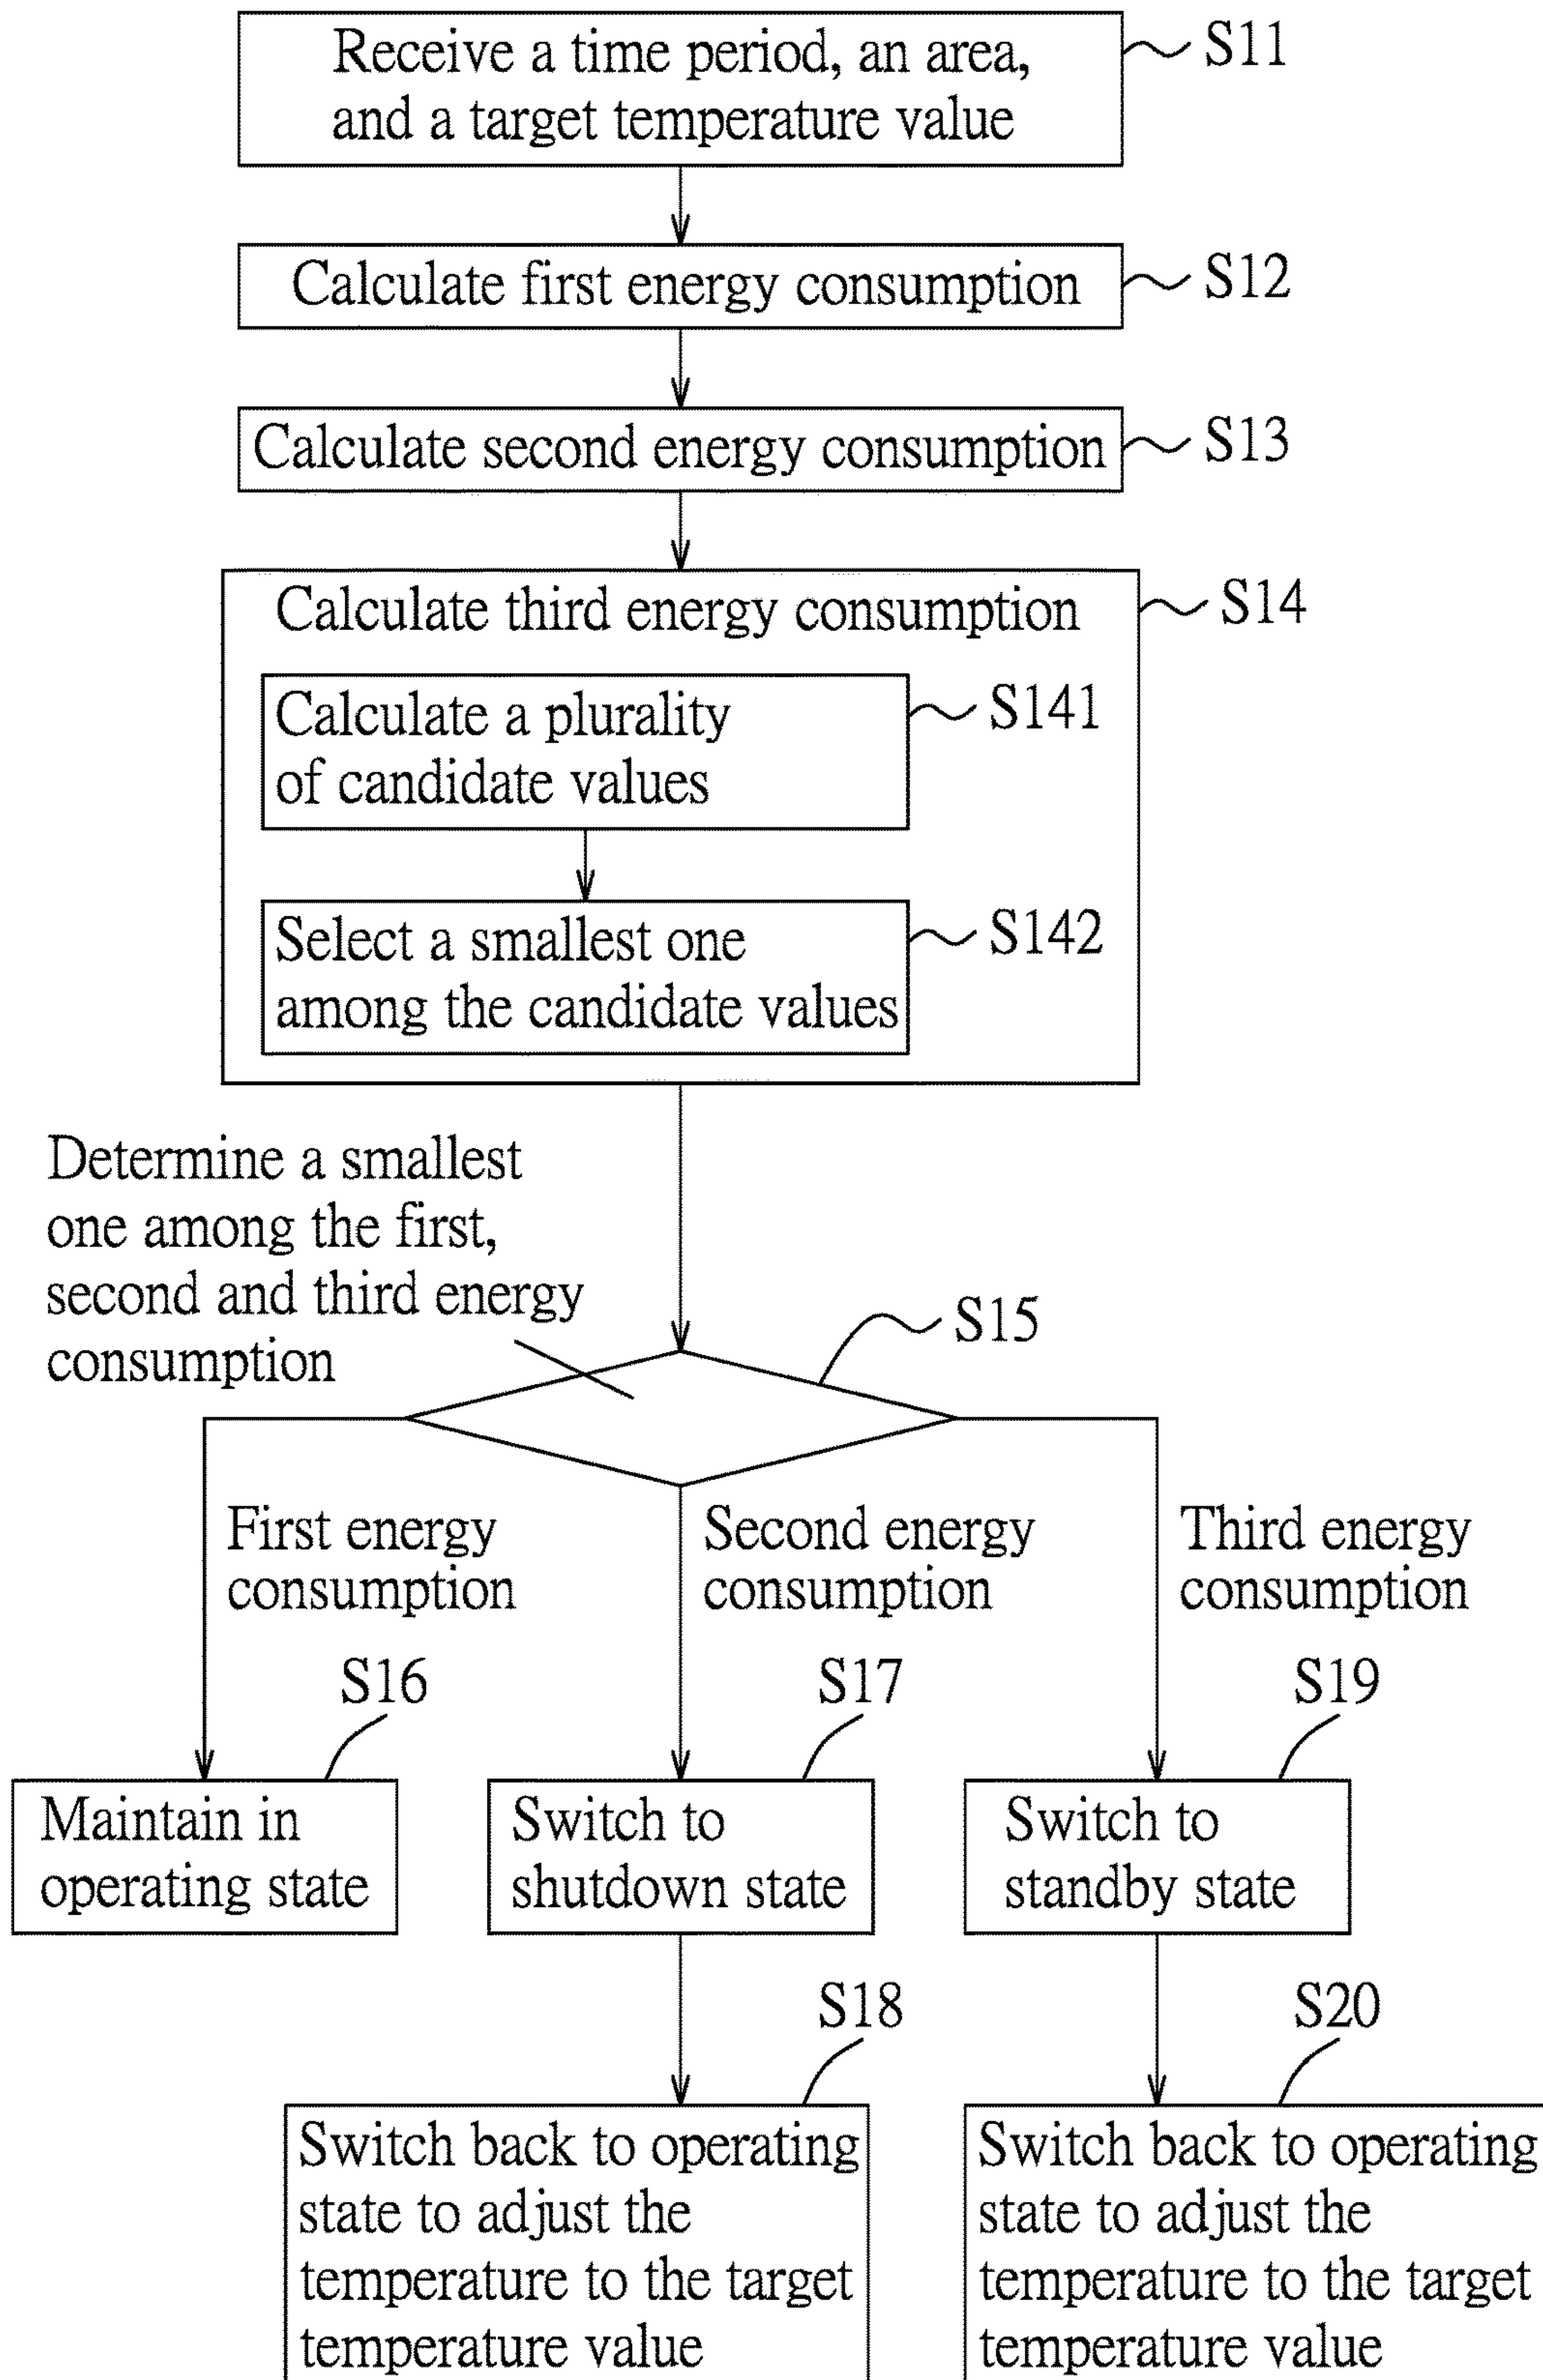 Receive a time period, an area,
and a target temperature value
S11
Calculate first energy consumption
S12
Calculate second energy consumption
S13
Calculate third energy consumption
S14
Calculate a plurality
of candidate values
S141
Select a smallest one
among the candidate values
S142
Determine a smallest
one among the first,
second and third energy
consumption
S15
First energy
consumption
Second energy
consumption
Third energy
consumption
S16
S17
S19
Maintain in
operating state
Switch to
shutdown state
Switch to
standby state
S18
S20
Switch back to operating
state to adjust the
temperature to the target
temperature value
Switch back to operating
state to adjust the
temperature to the target
temperature value